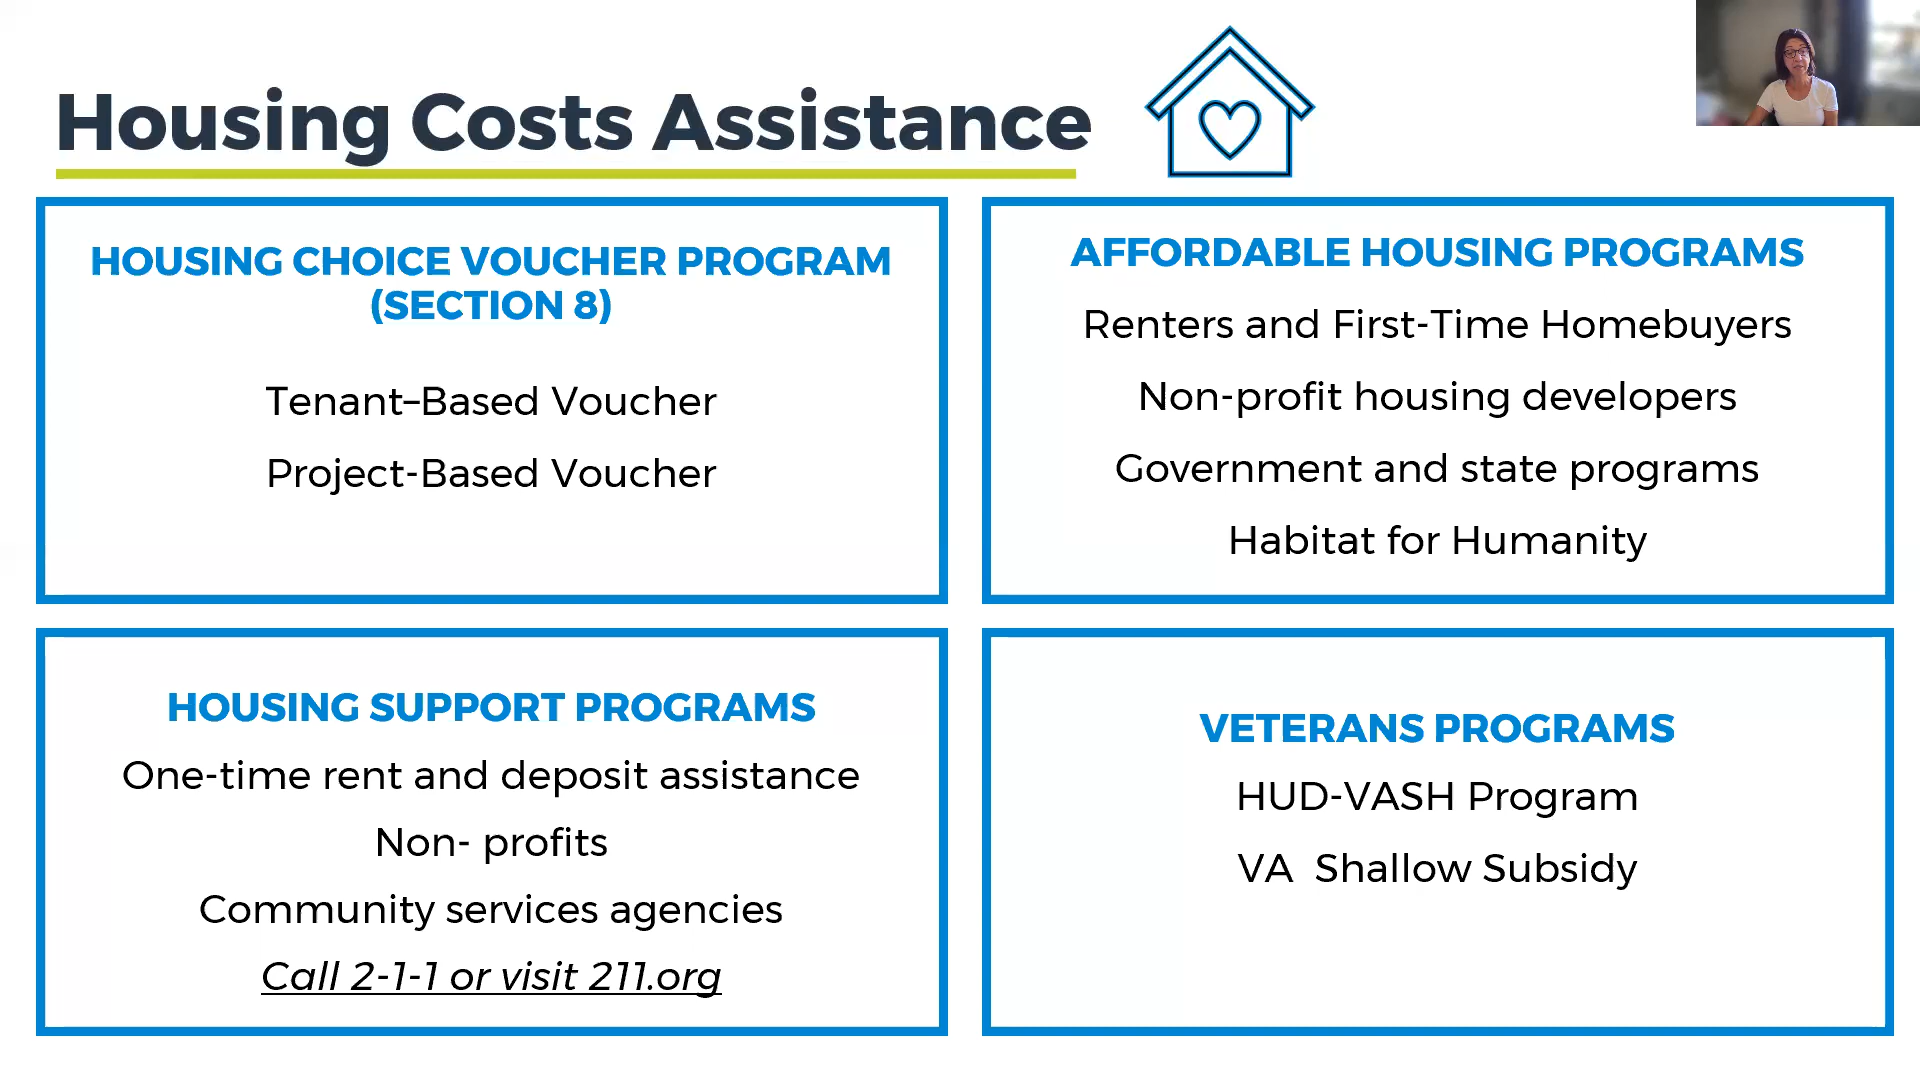 Housing Costs Assistance
HOUSING CHOICE VOUCHER PROGRAM
(SECTION 8)
Tenant–Based Voucher
Project-Based Voucher
AFFORDABLE HOUSING PROGRAMS
Renters and First-Time Homebuyers
Non-profit housing developers
Government and state programs
Habitat for Humanity
HOUSING SUPPORT PROGRAMS
One-time rent and deposit assistance
Non- profits
Community services agencies
Call 2-1-1 or visit 211.org
VETERANS PROGRAMS
HUD-VASH Program
VA  Shallow Subsidy